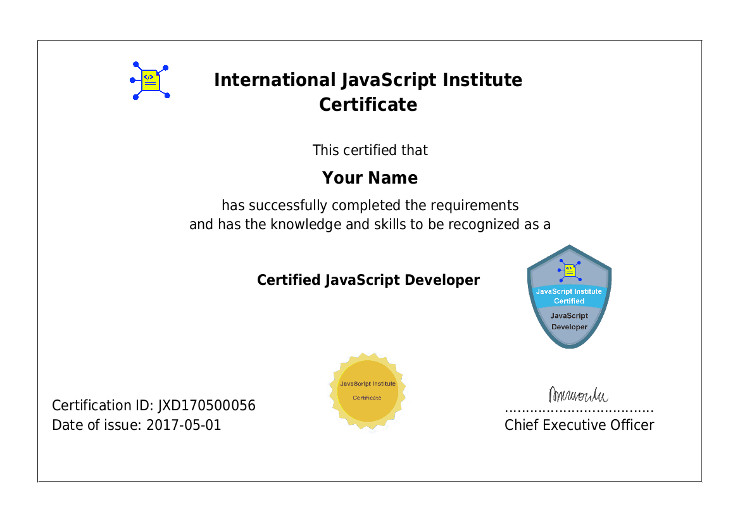 International JavaScript Institute
Certificate
This certified that
Your Name
has successfully completed the requirements
and has the knowledge and skills to be recognized as a
Certified JavaScript Developer
</>
JavaScript Institute
Certified
JavaScript
Developer
JavaScript Institute
Certificate
Certification ID: JXD170500056
Date of issue: 2017-05-01
....................................
Chief Executive Officer